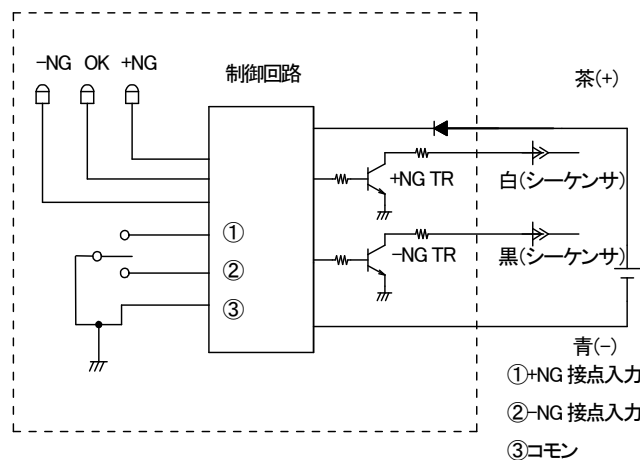 -NG OK +NG
制御回路
茶(+)
+NG TR
白(シーケンサ)
①
-NG TR
黒(シーケンサ)
②
③
青(-)
①+NG 接点入力
②-NG 接点入力
③コモン